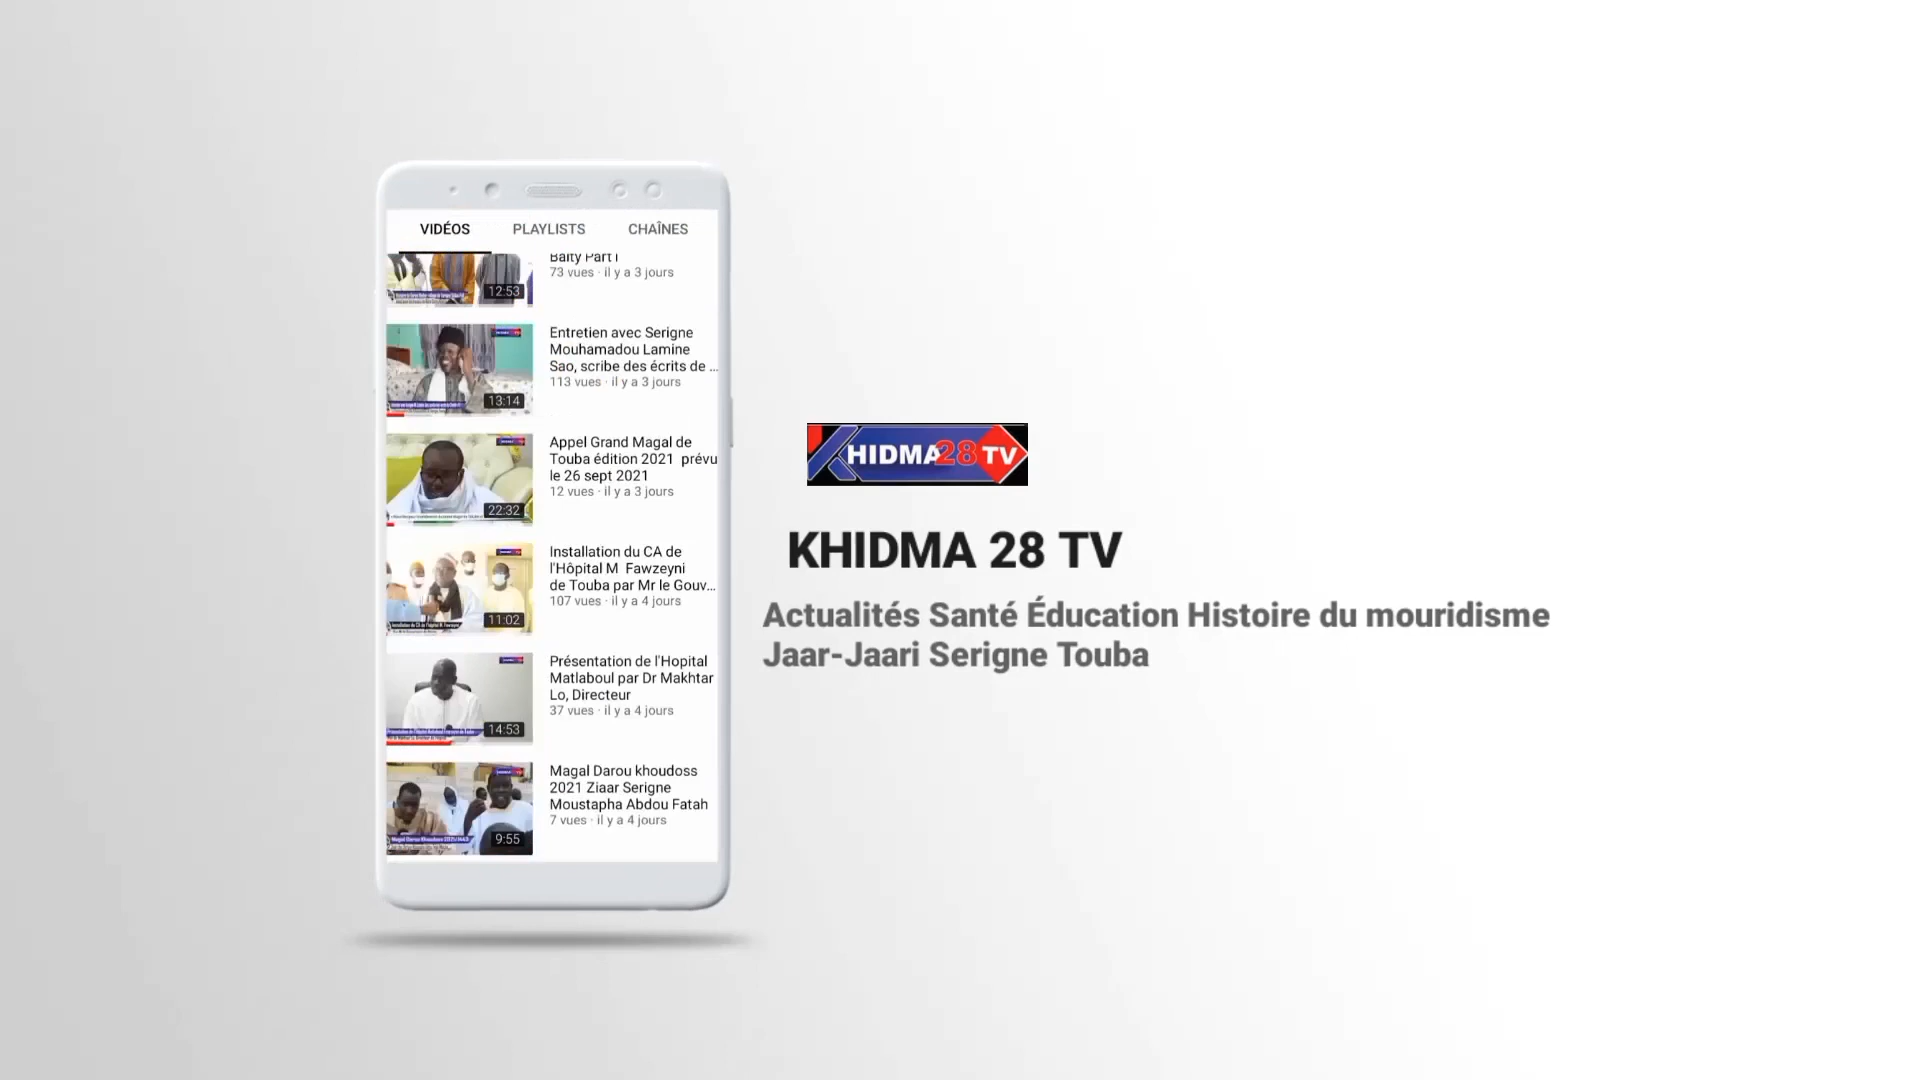 VIDÉOS PLAYLISTS CHAÎNES
Balty Part I
73 vues · il y a 3 jours
12:53
Entretien avec Serigne
Mouhamadou Lamine
Sao, scribe des écrits de ...
113 vues · il y a 3 jours
13:14
Appel Grand Magal de
Touba édition 2021 prévu
le 26 sept 2021
12 vues · il y a 3 jours
22:32
Installation du CA de
l'Hôpital M Fawzeyni
de Touba par Mr le Gouv...
107 vues · il y a 4 jours
11:02
Présentation de l'Hopital
Matlaboul par Dr Makhtar
Lo, Directeur
37 vues · il y a 4 jours
14:53
Magal Darou khoudoss
2021 Ziaar Serigne
Moustapha Abdou Fatah
7 vues · il y a 4 jours
9:55
KHIDMA 28 TV
KHIDMA 28 TV
Actualités Santé Éducation Histoire du mouridisme
Jaar-Jaari Serigne Touba